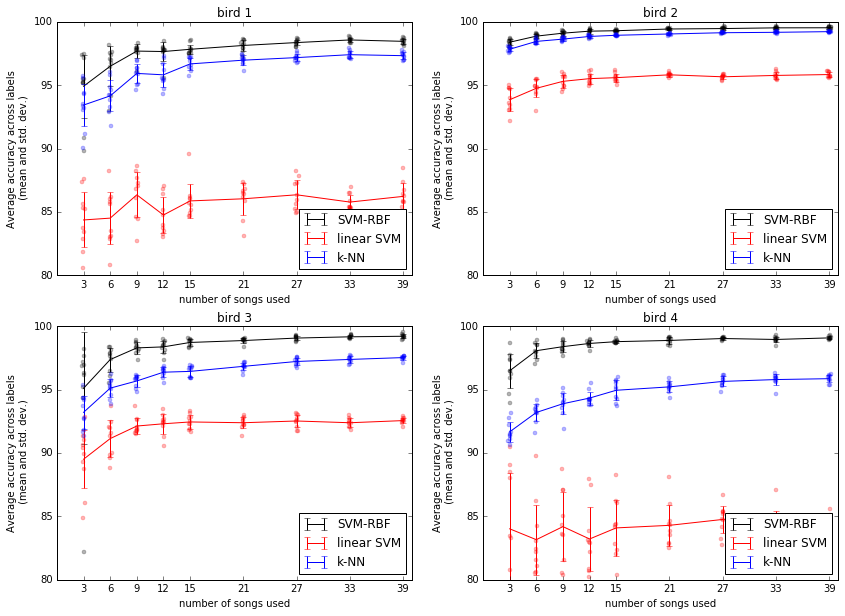 bird 1
100
95
90
85
80
Average accuracy across labels
(mean and std. dev.)
SVM-RBF
linear SVM
k-NN
3 6 9 12 15 21 27 33 39
number of songs used
bird 2
100
95
90
85
80
Average accuracy across labels
(mean and std. dev.)
SVM-RBF
linear SVM
k-NN
3 6 9 12 15 21 27 33 39
number of songs used
bird 3
100
95
90
85
80
Average accuracy across labels
(mean and std. dev.)
SVM-RBF
linear SVM
k-NN
3 6 9 12 15 21 27 33 39
number of songs used
bird 4
100
95
90
85
80
Average accuracy across labels
(mean and std. dev.)
SVM-RBF
linear SVM
k-NN
3 6 9 12 15 21 27 33 39
number of songs used